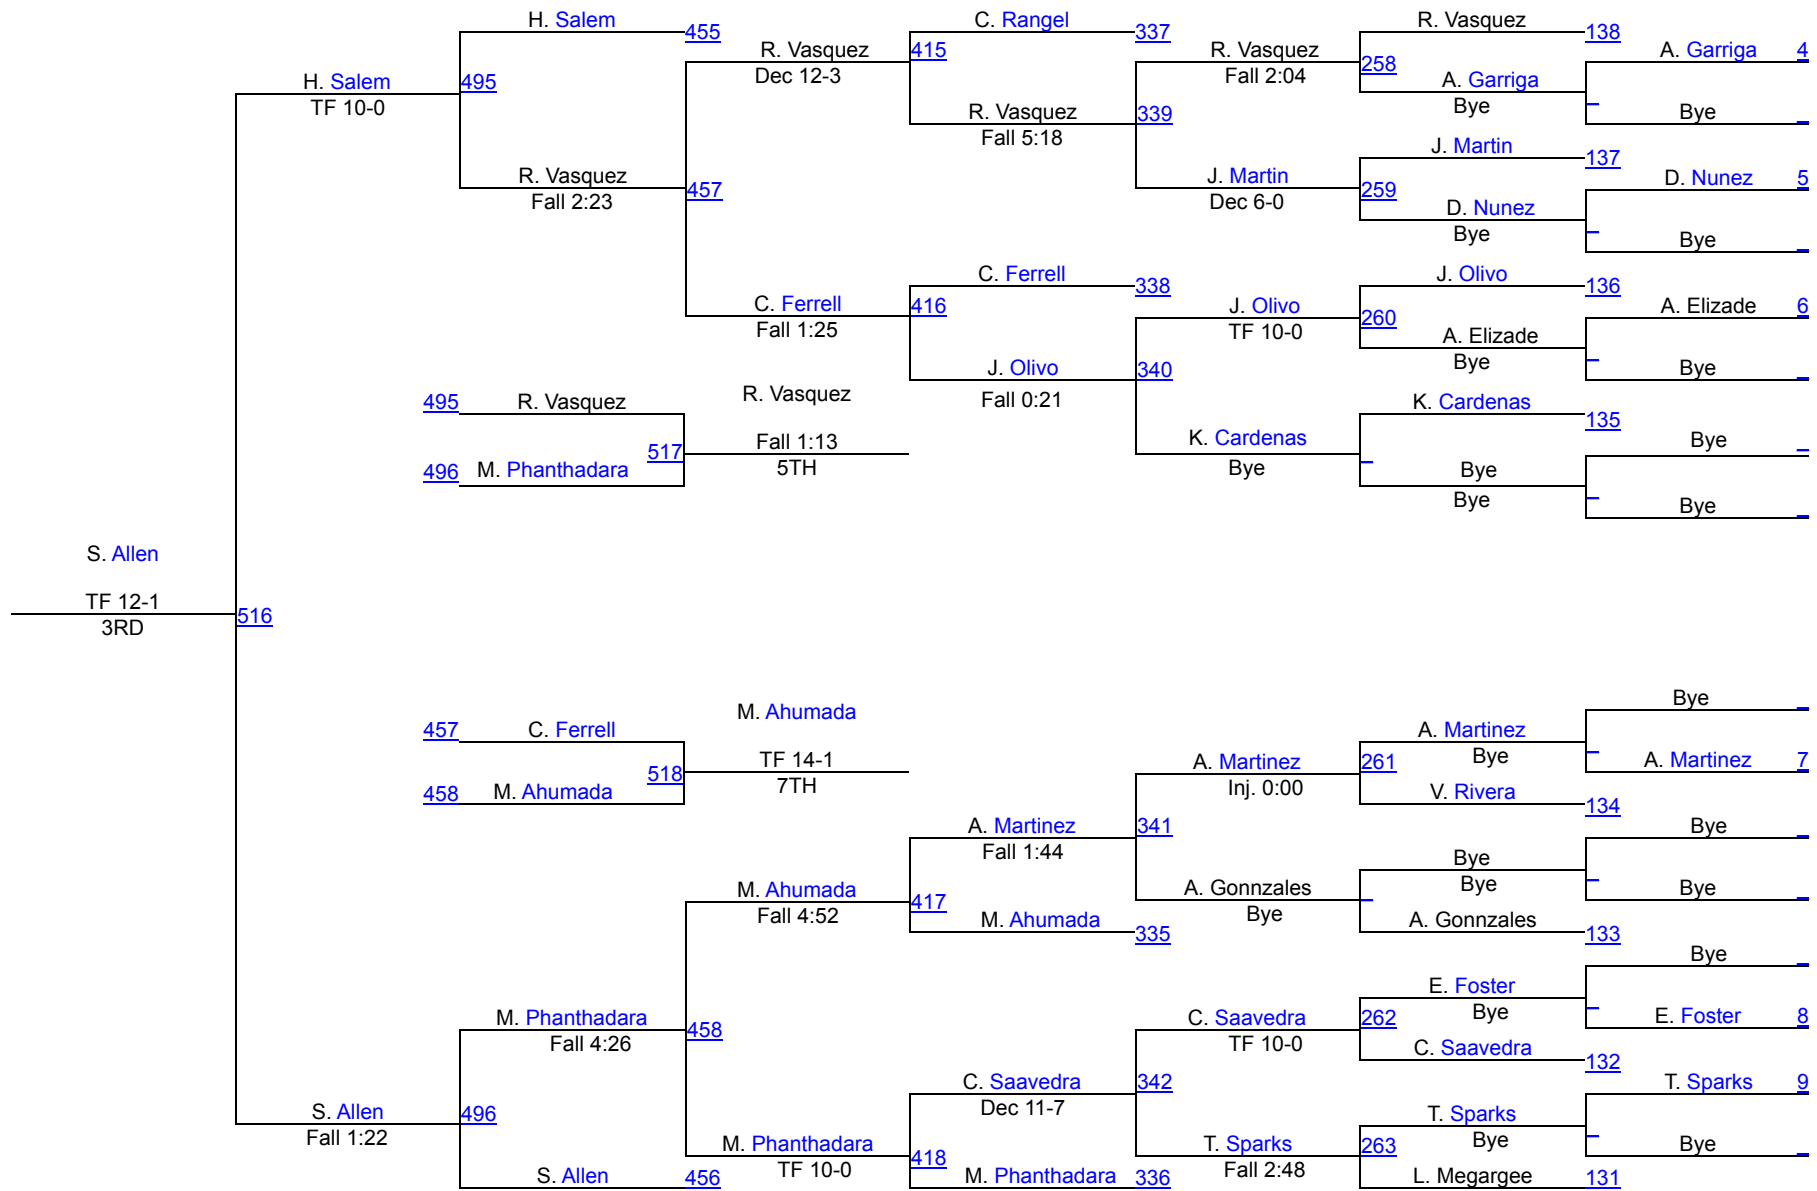 H. Salem
455
C. Rangel
337
R. Vasquez
138
A. Garriga
4
R. Vasquez
Dec 12-3
415
R. Vasquez
Fall 2:04
258
H. Salem
TF 10-0
495
A. Garriga
Bye
Bye
R. Vasquez
Fall 5:18
339
J. Martin
137
R. Vasquez
Fall 2:23
457
J. Martin
Dec 6-0
259
D. Nunez
5
D. Nunez
Bye
Bye
C. Ferrell
338
J. Olivo
136
C. Ferrell
Fall 1:25
416
J. Olivo
TF 10-0
260
A. Elizade
6
A. Elizade
Bye
J. Olivo
Fall 0:21
340
Bye
495
R. Vasquez
R. Vasquez
Fall 1:13
5TH
517
496
M. Phanthadara
K. Cardenas
135
K. Cardenas
Bye
Bye
Bye
Bye
Bye
S. Allen
TF 12-1
3RD
516
457
C. Ferrell
M. Ahumada
TF 14-1
7TH
518
458
M. Ahumada
Bye
A. Martinez
Bye
A. Martinez
Inj. 0:00
261
A. Martinez
7
V. Rivera
134
A. Martinez
Fall 1:44
341
Bye
Bye
Bye
Bye
M. Ahumada
Fall 4:52
417
A. Gonnzales
Bye
M. Ahumada
335
A. Gonnzales
133
Bye
E. Foster
Bye
M. Phanthadara
Fall 4:26
458
C. Saavedra
TF 10-0
262
E. Foster
8
C. Saavedra
132
C. Saavedra
Dec 11-7
342
T. Sparks
9
S. Allen
Fall 1:22
496
T. Sparks
Bye
M. Phanthadara
TF 10-0
418
T. Sparks
Fall 2:48
263
Bye
S. Allen
456
M. Phanthadara
336
L. Megargee
131